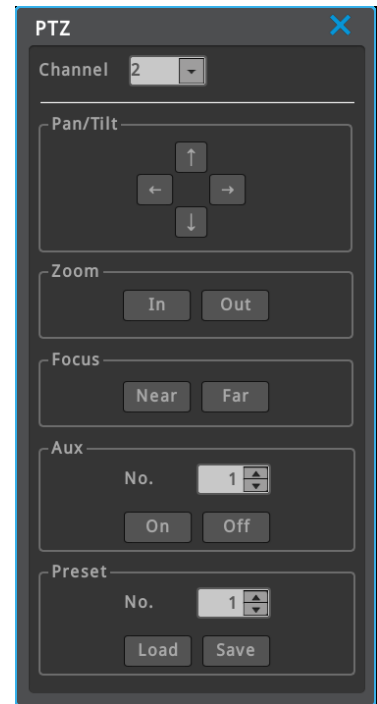 PTZ
Channel 2
Pan/Tilt
↑
← →
↓
Zoom
In Out
Focus
Near Far
Aux
No. 1
On Off
Preset
No. 1
Load Save